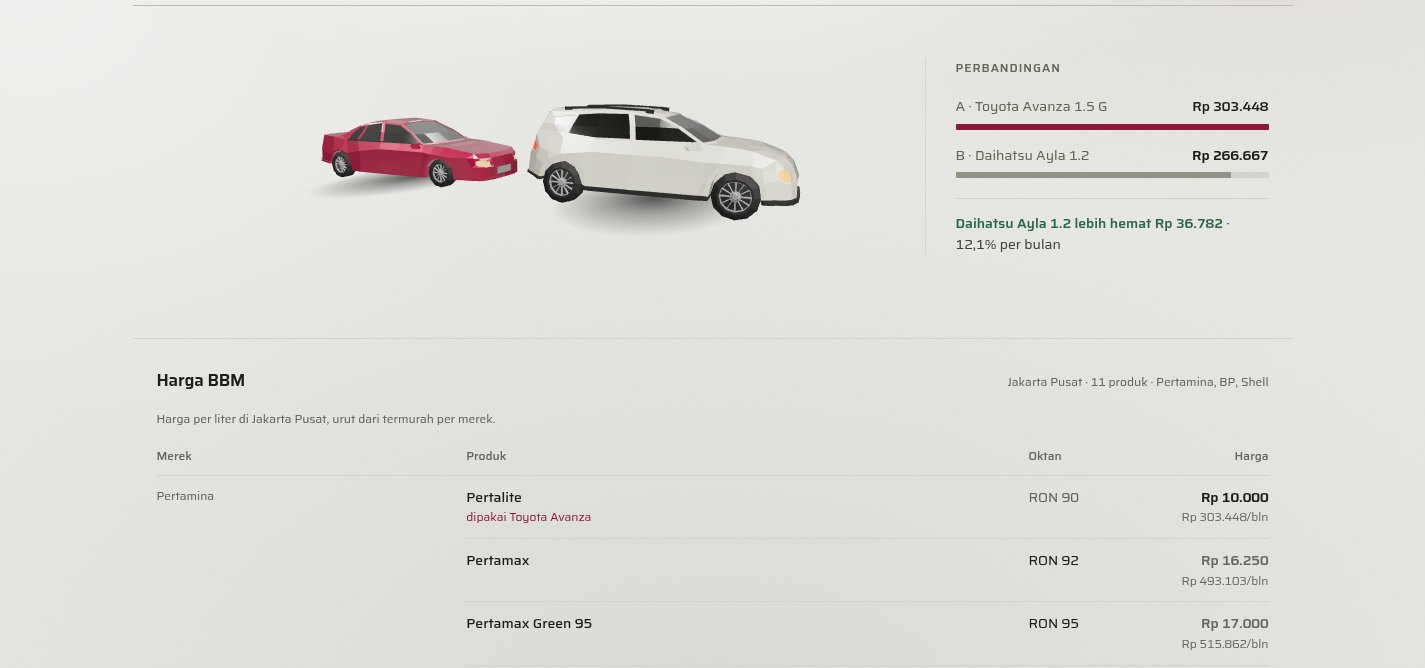 PERBANDINGAN
A · Toyota Avanza 1.5 G Rp 303.448
B · Daihatsu Ayla 1.2 Rp 266.667
Daihatsu Ayla 1.2 lebih hemat Rp 36.782 ·
12,1% per bulan
Harga BBM Jakarta Pusat · 11 produk · Pertamina, BP, Shell
Harga per liter di Jakarta Pusat, urut dari termurah per merek.
Merek Produk Oktan Harga
Pertamina Pertalite RON 90 Rp 10.000
dipakai Toyota Avanza Rp 303.448/bln
Pertamax RON 92 Rp 16.250
Rp 493.103/bln
Pertamax Green 95 RON 95 Rp 17.000
Rp 515.862/bln